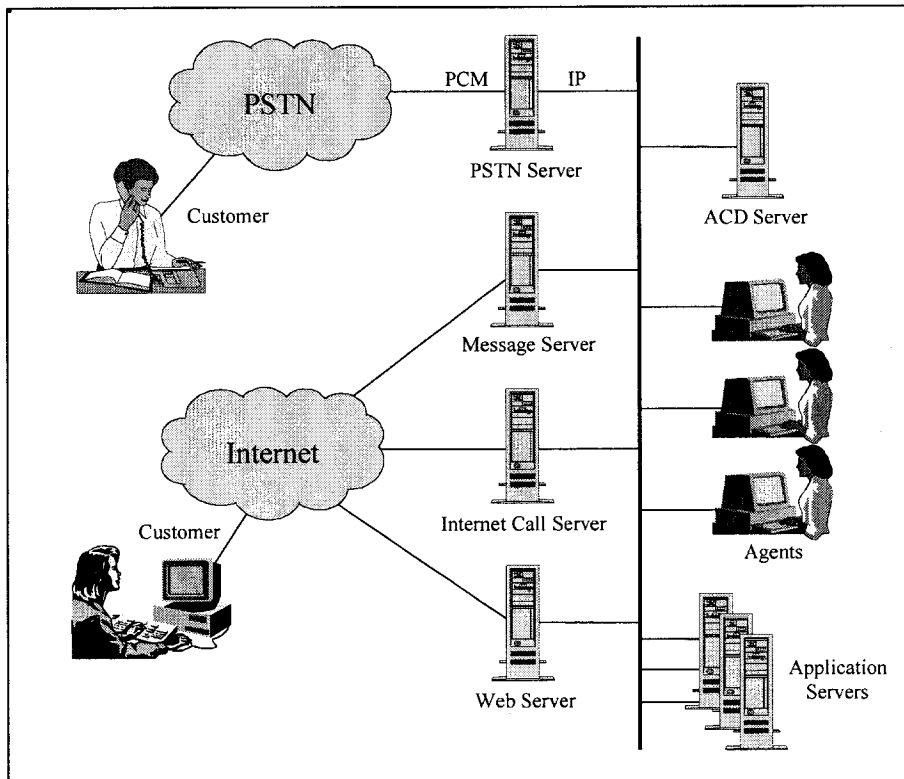 PSTN
PCM
IP
PSTN Server
Customer
ACD Server
Message Server
Internet
Internet Call Server
Customer
Agents
Web Server
Application
Servers